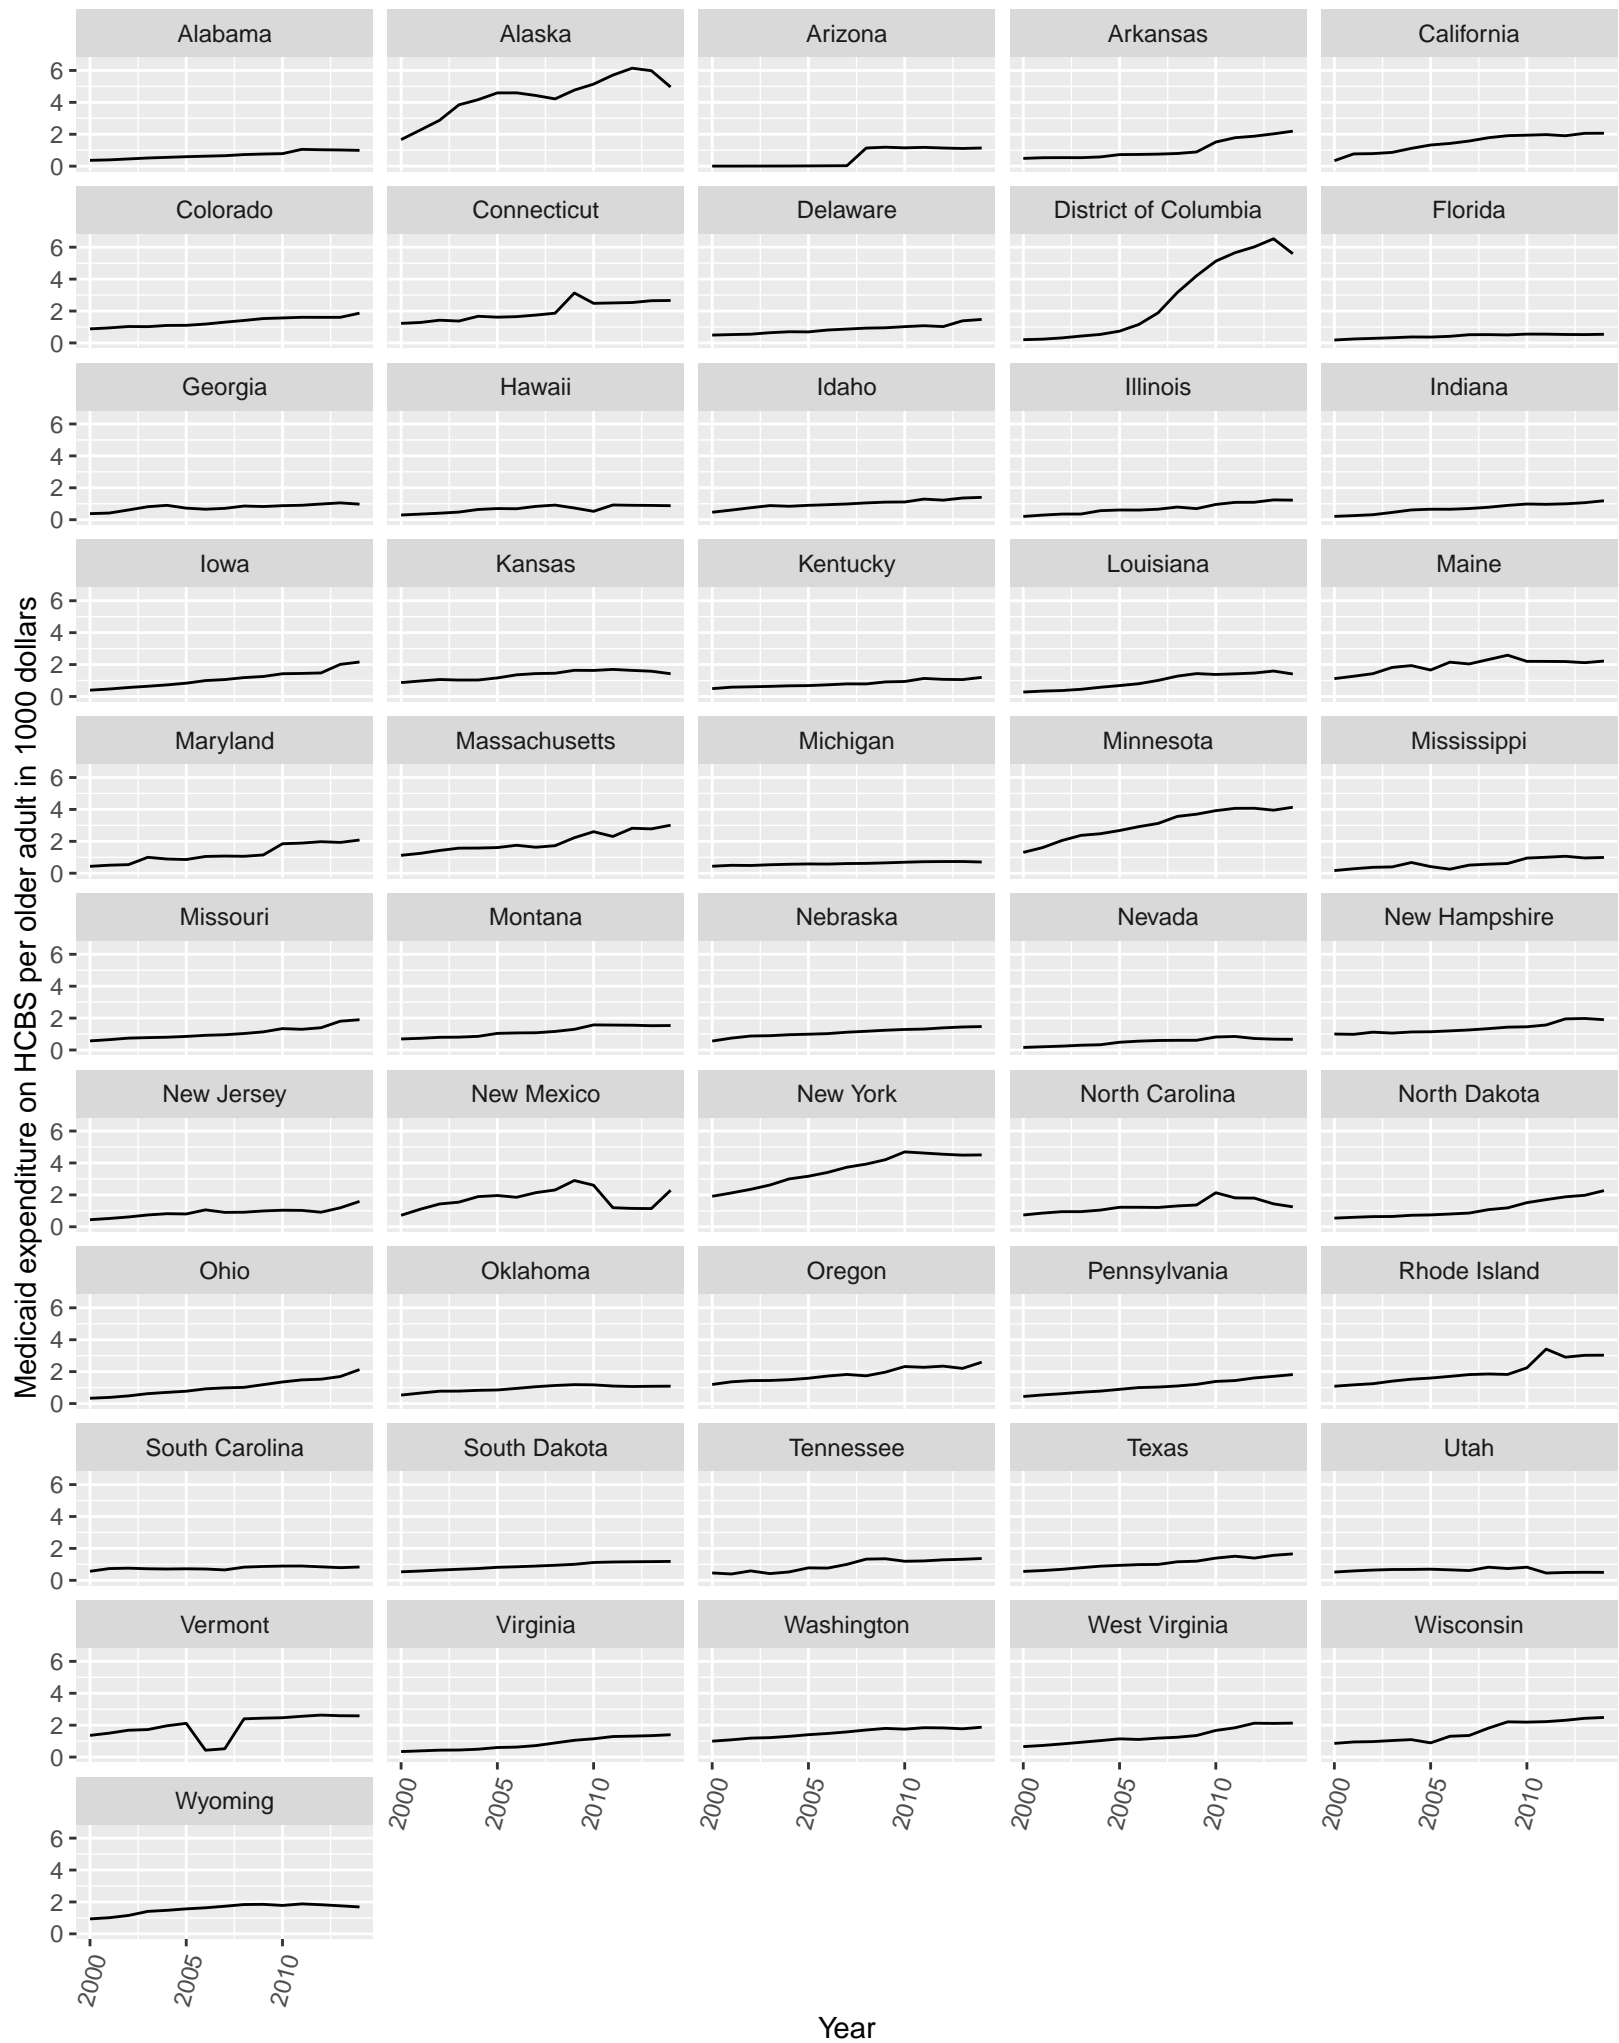 Alabama Alaska Arizona Arkansas California
6
4
2
0
Colorado Connecticut Delaware District of Columbia Florida
6
4
2
0
Georgia Hawaii Idaho Illinois Indiana
6
4
2
0
Iowa Kansas Kentucky Louisiana Maine
6
4
2
0
Maryland Massachusetts Michigan Minnesota Mississippi
6
4
2
0
Missouri Montana Nebraska Nevada New Hampshire
6
4
2
0
New Jersey New Mexico New York North Carolina North Dakota
6
4
2
0
Ohio Oklahoma Oregon Pennsylvania Rhode Island
6
4
2
0
South Carolina South Dakota Tennessee Texas Utah
6
4
2
0
Vermont Virginia Washington West Virginia Wisconsin
6
4
2
0
2000 2005 2010 2000 2005 2010 2000 2005 2010 2000 2005 2010
Wyoming
6
4
2
0
2000 2005 2010
Medicaid expenditure on HCBS per older adult in 1000 dollars
Year